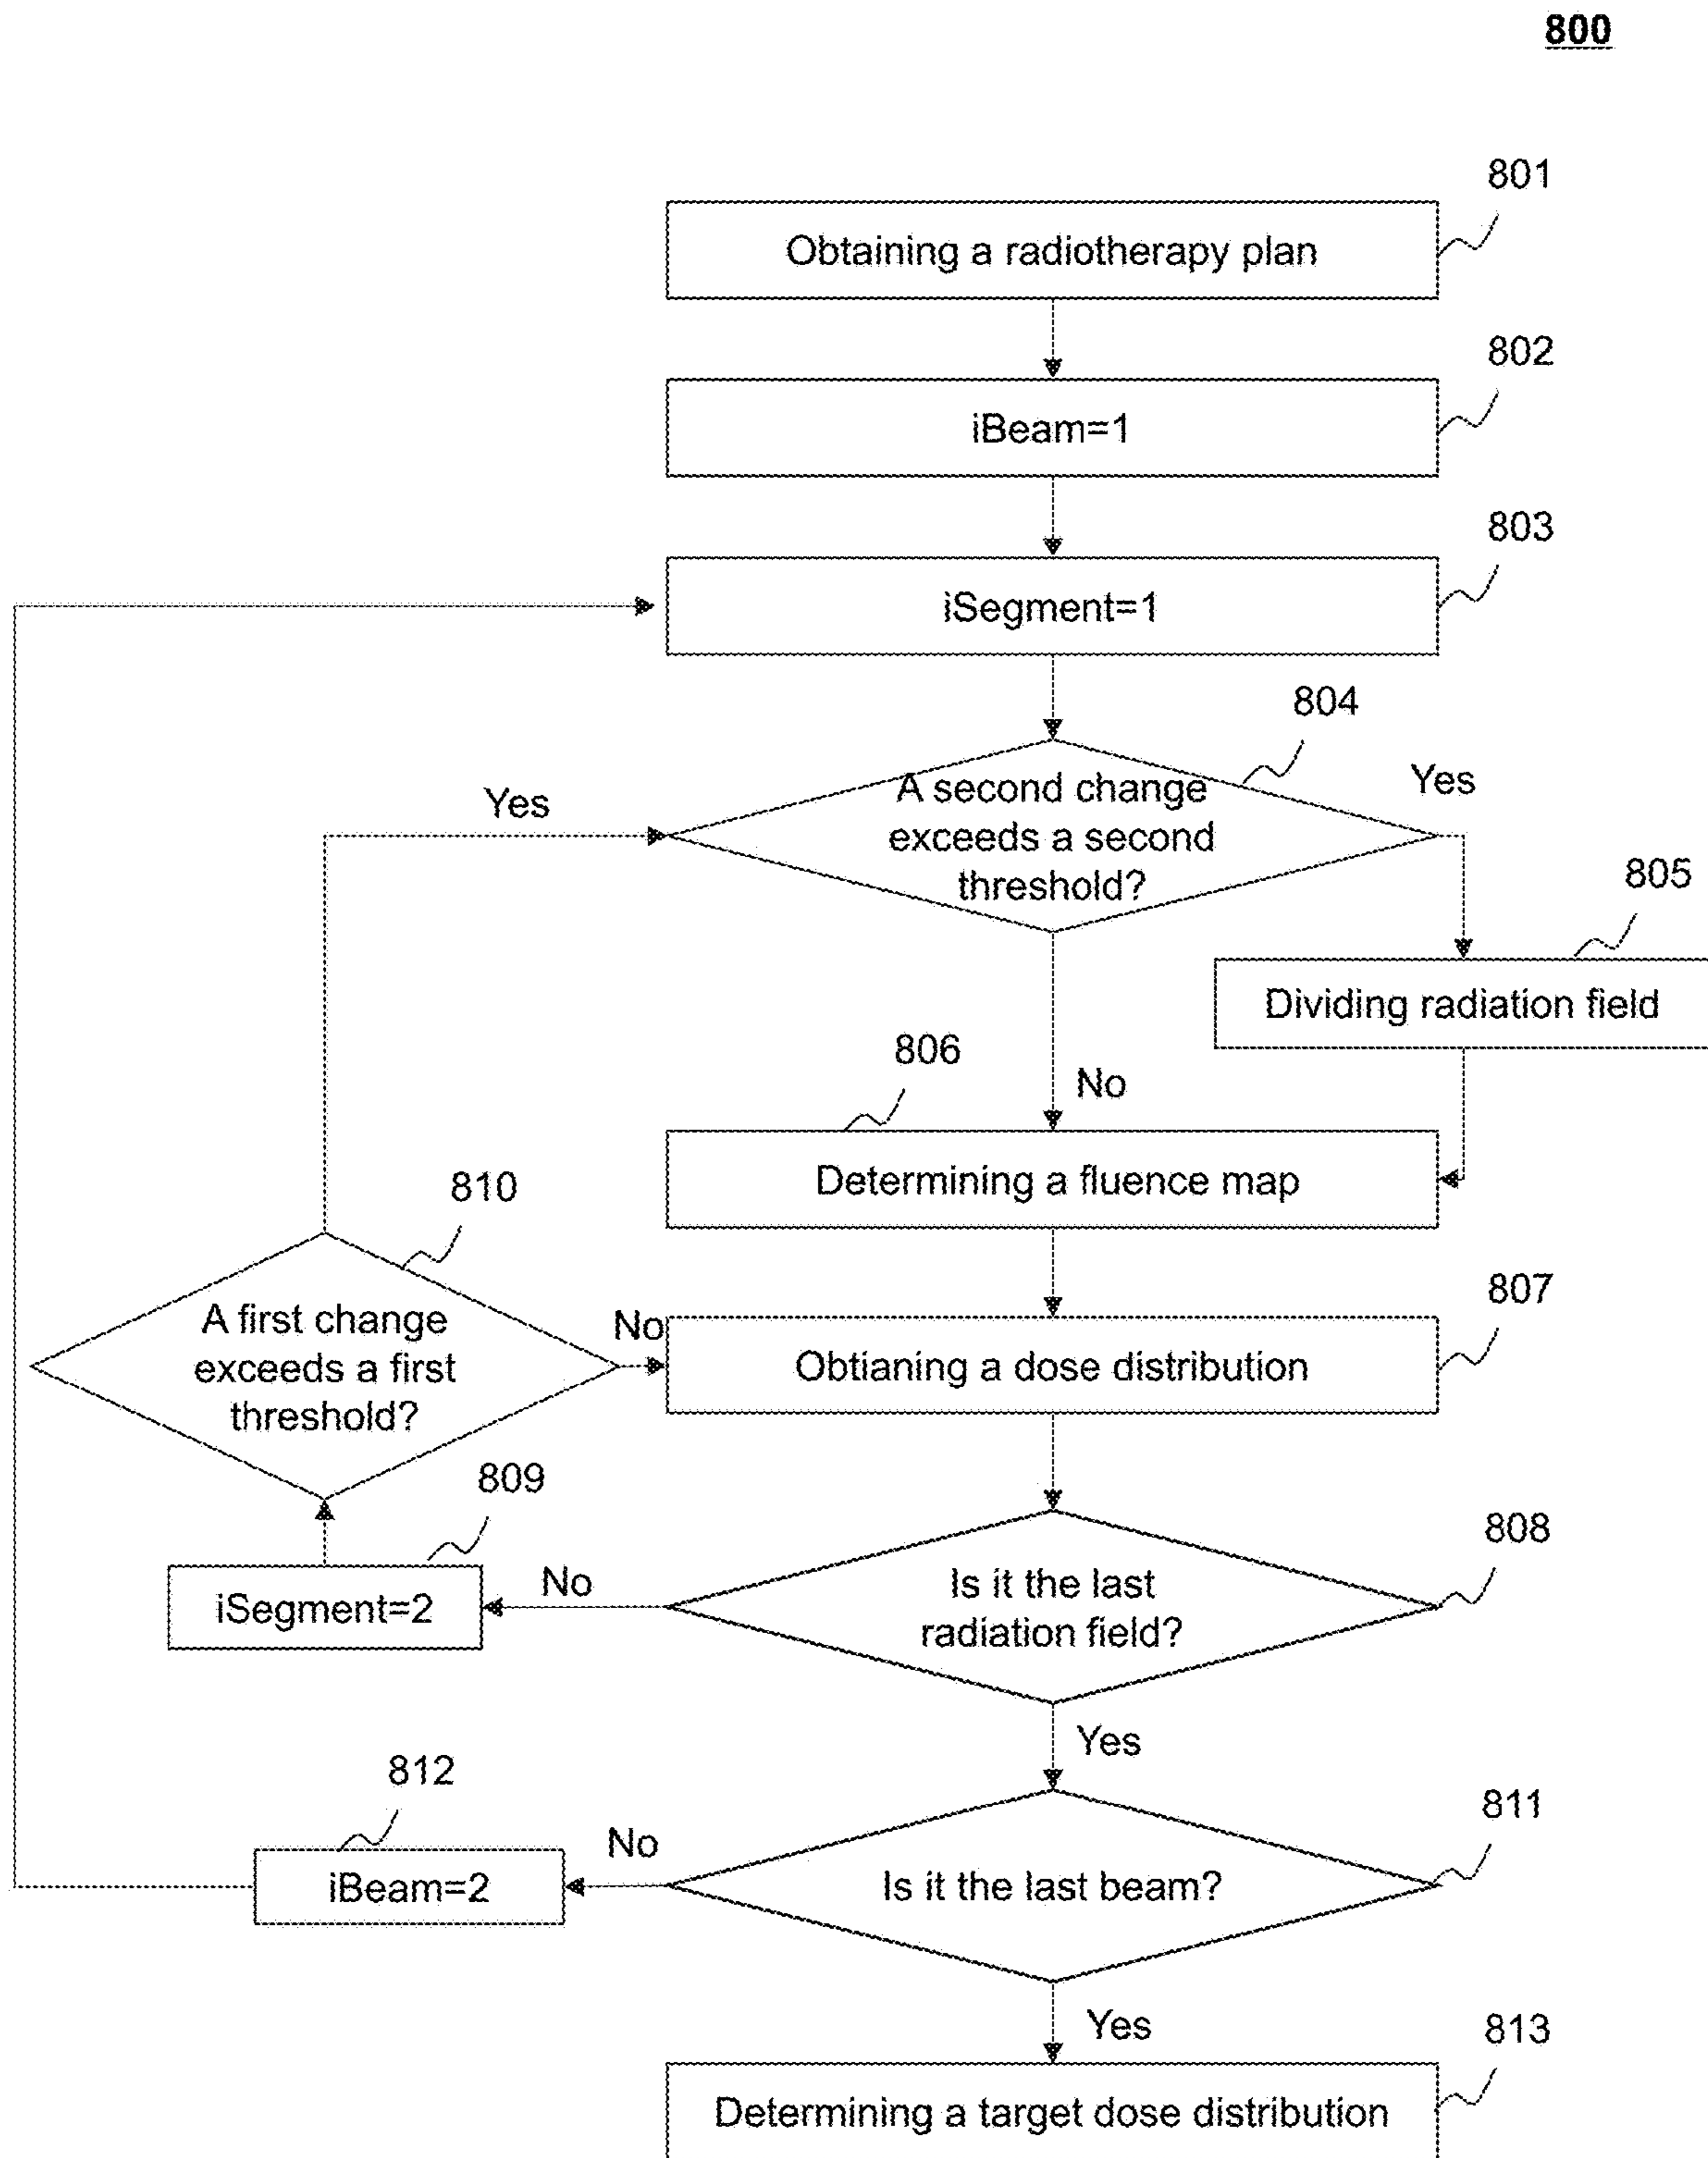 800
801
Obtaining a radiotherapy plan
802
iBeam=1
803
iSegment=1
804
Yes
A second change
exceeds a second
threshold?
Yes
805
Dividing radiation field
806
No
Determining a fluence map
810
A first change
exceeds a first
threshold?
No
807
Obtianing a dose distribution
809
iSegment=2
No
808
Is it the last
radiation field?
Yes
812
iBeam=2
No
811
Is it the last beam?
Yes
813
Determining a target dose distribution